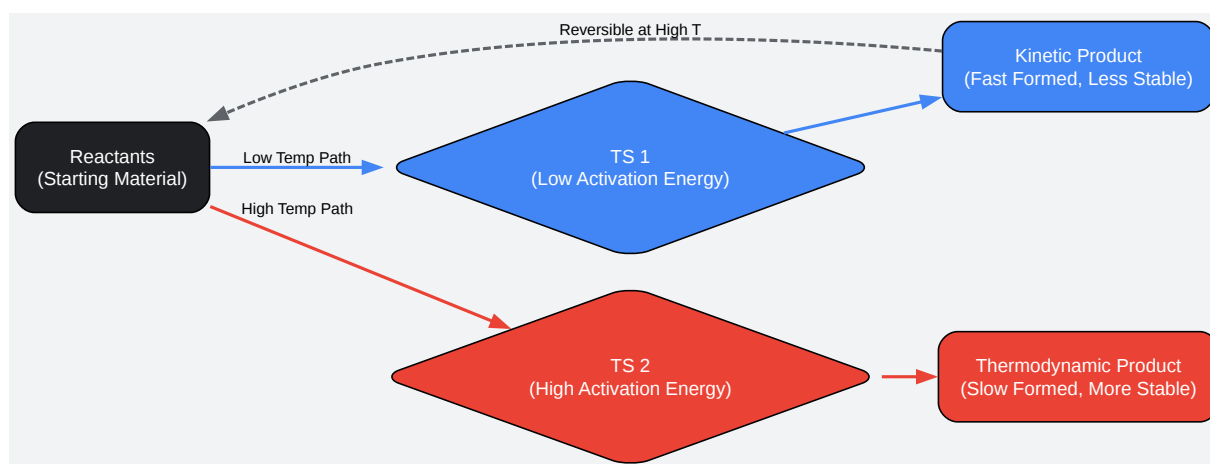 Reversible at High T
Kinetic Product
(Fast Formed, Less Stable)
Reactants
(Starting Material)
Low Temp Path
TS 1
(Low Activation Energy)
High Temp Path
TS 2
(High Activation Energy)
Thermodynamic Product
(Slow Formed, More Stable)